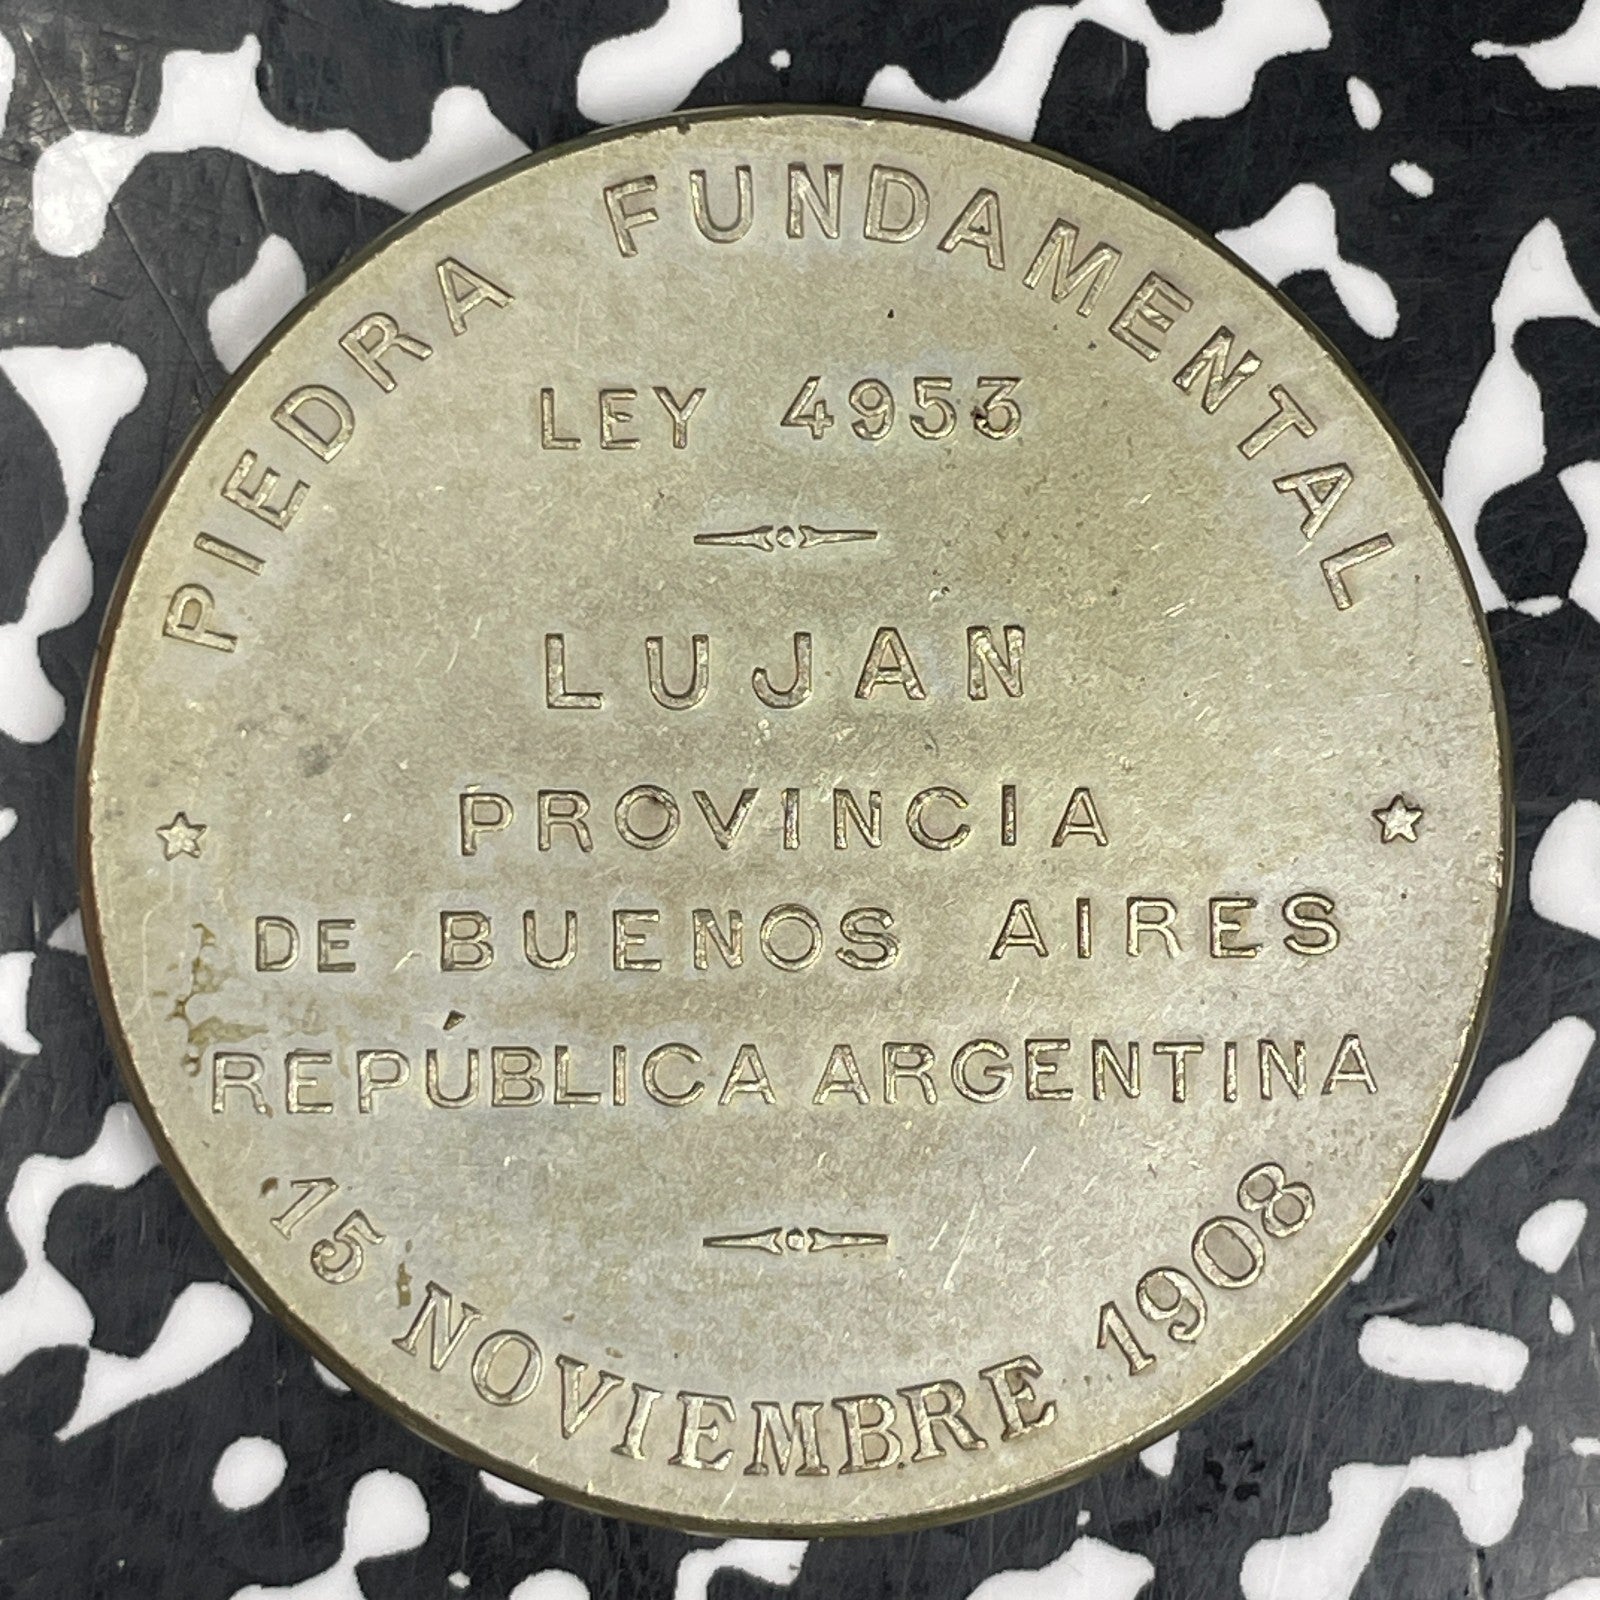 PIEDRA FUNDAMENTAL
LEY 4953
LUJAN
PROVINCIA
DE BUENOS AIRES
REPÚBLICA ARGENTINA
15 NOVIEMBRE 1908